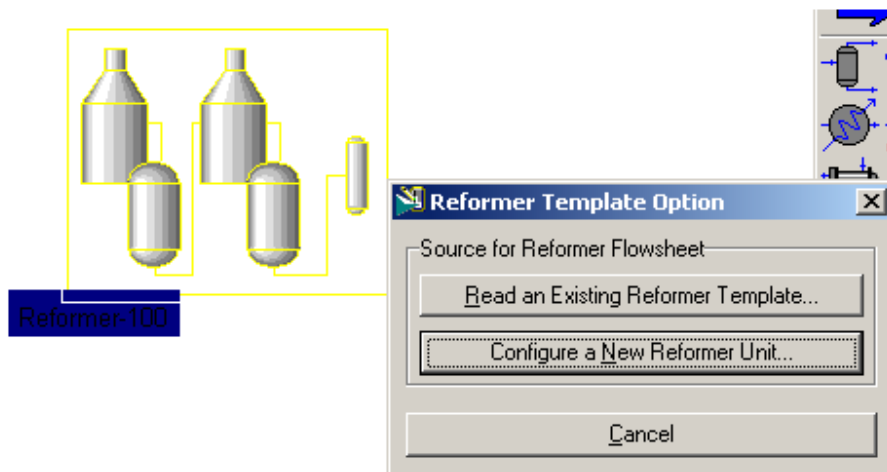 Reformer Template Option
Source for Reformer Flowsheet
Read an Existing Reformer Template...
Reformer-100
Configure a New Reformer Unit...
Cancel